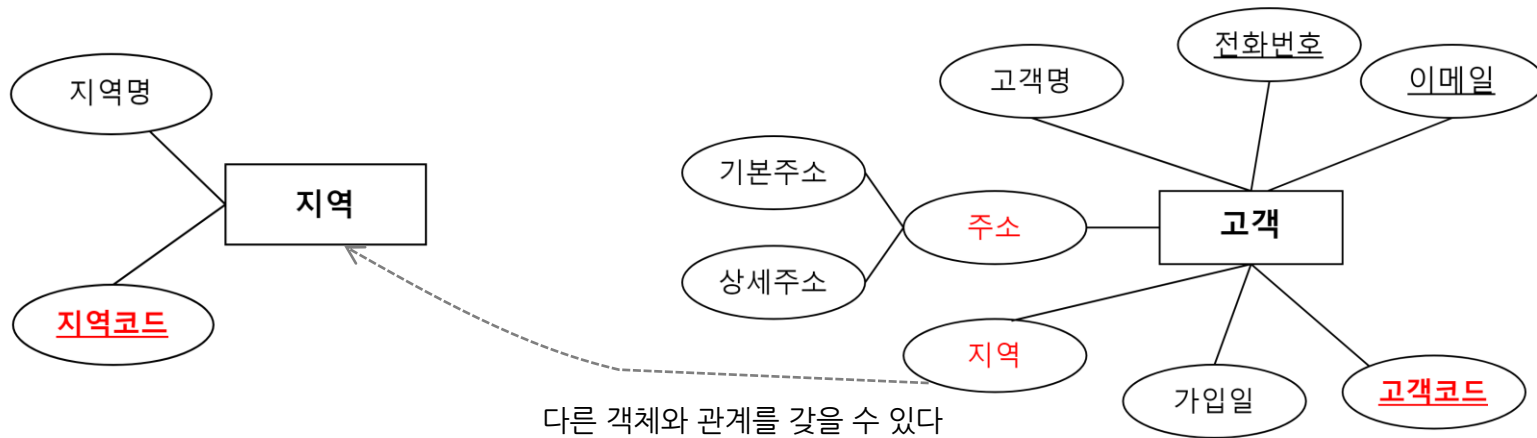 지역명
지역
지역코드
전화번호
고객명
이메일
기본주소
주소
고객
상세주소
지역
가입일
고객코드
다른 객체와 관계를 갖을 수 있다